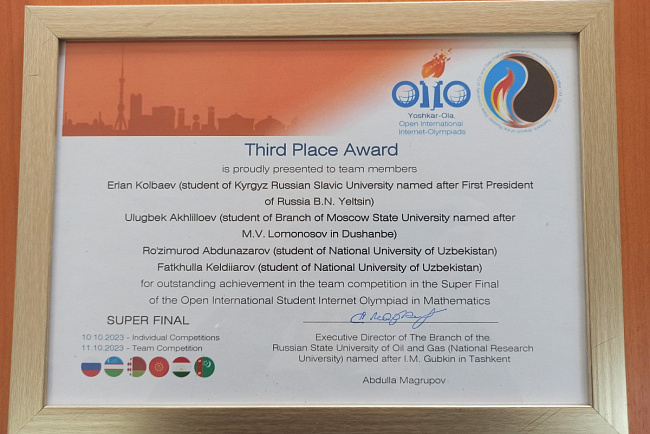 OIIO
Yoshkar-Ola
Open International
Internet-Olympiads
Third Place Award
is proudly presented to team members
Erlan Kolbaev (student of Kyrgyz Russian Slavic University named after First President
of Russia B.N. Yeltsin)
Ulugbek Akhlilloev (student of Branch of Moscow State University named after
M.V. Lomonosov in Dushanbe)
Ro'zimurod Abdunazarov (student of National University of Uzbekistan)
Fatkhulla Keldiiarov (student of National University of Uzbekistan)
for outstanding achievement in the team competition in the Super Final
of the Open International Student Internet Olympiad in Mathematics
SUPER FINAL
10.10.2023 - Individual Competitions
11.10.2023 - Team Competition
Executive Director of The Branch of the
Russian State University of Oil and Gas (National Research
University) named after I.M. Gubkin in Tashkent
Abdulla Magrupov